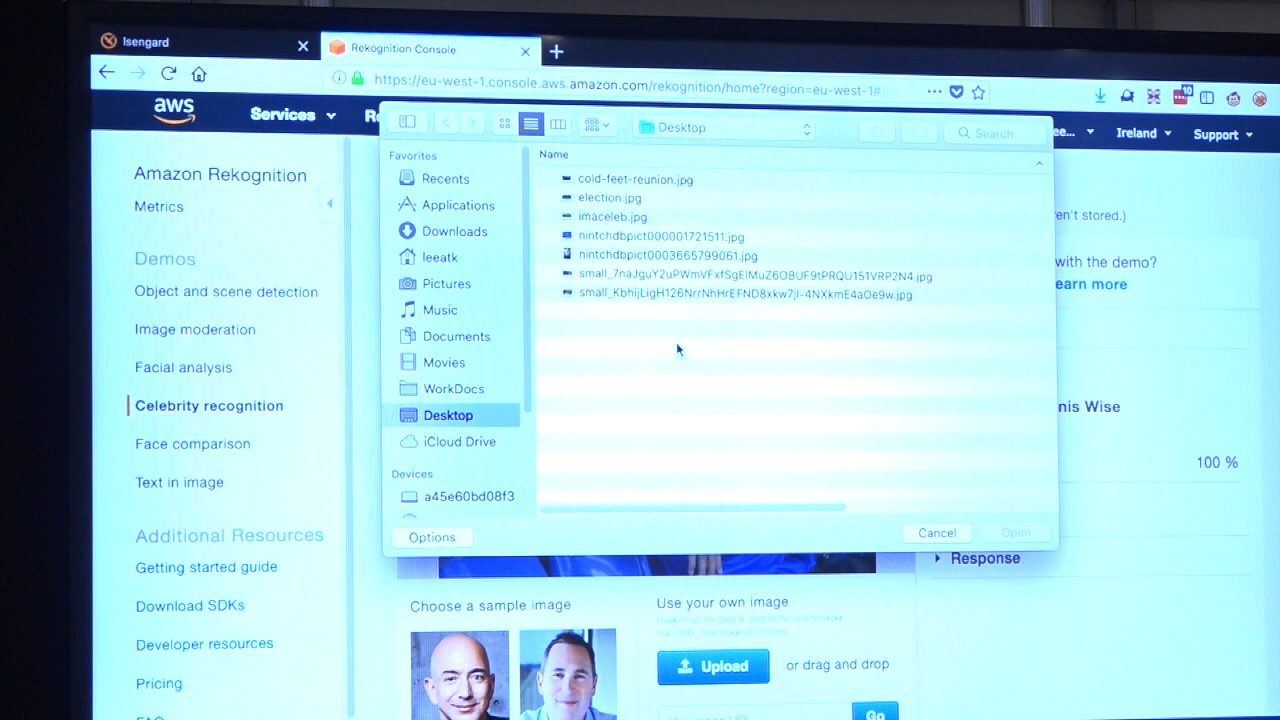 Isengard
Rekognition Console
https://eu-west-1.console.aws.amazon.com/rekognition/home?region=eu-west-1#/
10
aws
Services
Ireland
Support
Desktop
Search
Amazon Rekognition
Metrics
Demos
Object and scene detection
Image moderation
Facial analysis
Celebrity recognition
Face comparison
Text in image
Additional Resources
Getting started guide
Download SDKs
Developer resources
Pricing
FAQ
Favorites
Recents
Applications
Downloads
leeatk
Pictures
Music
Documents
Movies
WorkDocs
Desktop
iCloud Drive
Devices
a45e60bd08f3
Name
cold-feet-reunion.jpg
election.jpg
imaceleb.jpg
nintchdbpict000001721511.jpg
nintchdbpict0003665799061.jpg
small_7naJguY2uPWmVFxfSgEIMuZ6OBUF9tPRQU151VRP2N4.jpg
small_KbhijLigH126NrrNhHrEFND8xkw7jI-4NXkmE4aOe9w.jpg
Options
Cancel
Open
en't stored.)
with the demo?
earn more
nis Wise
100 %
Response
Choose a sample image
Use your own image
Upload
or drag and drop
Go